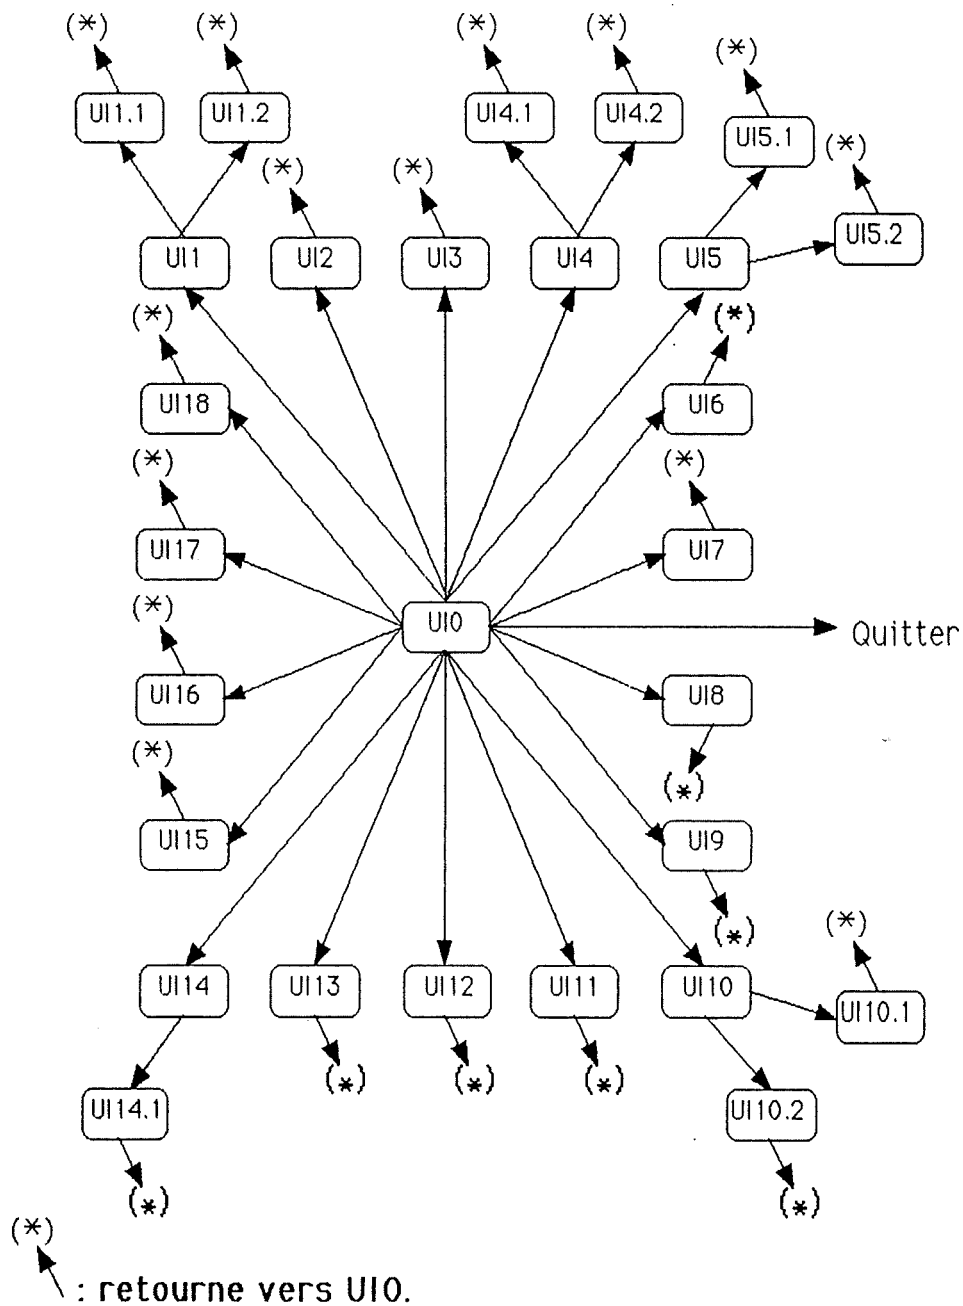 (*) (*) (*) (*)
(*)
UI1.1 UI1.2 UI4.1 UI4.2
UI5.1
(*)
(*) (*)
UI5.2
UI1 UI2 UI3 UI4 UI5
(*) (*)
UI18 UI6
(*) (*)
UI17 UI7
(*)
UI0
Quitter
UI16 UI8
(*)
(*)
UI15 UI9
(*)
(*)
UI14 UI13 UI12 UI11 UI10
UI10.1
(*) (*) (*)
UI14.1 UI10.2
(*) (*)
(*)
: retourne vers UI0.